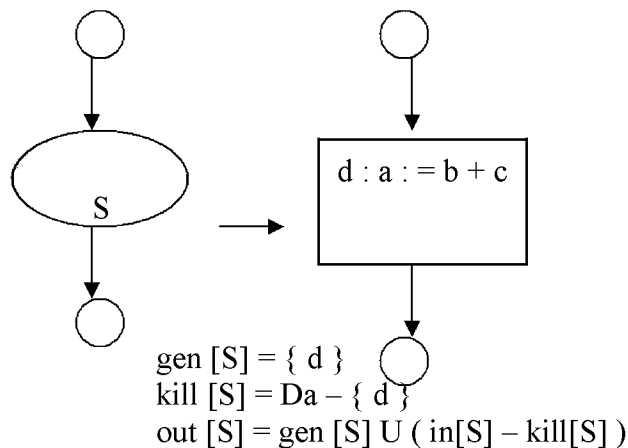 S
d : a : = b + c
gen [S] = { d }
kill [S] = Da – { d }
out [S] = gen [S] U ( in[S] – kill[S] )